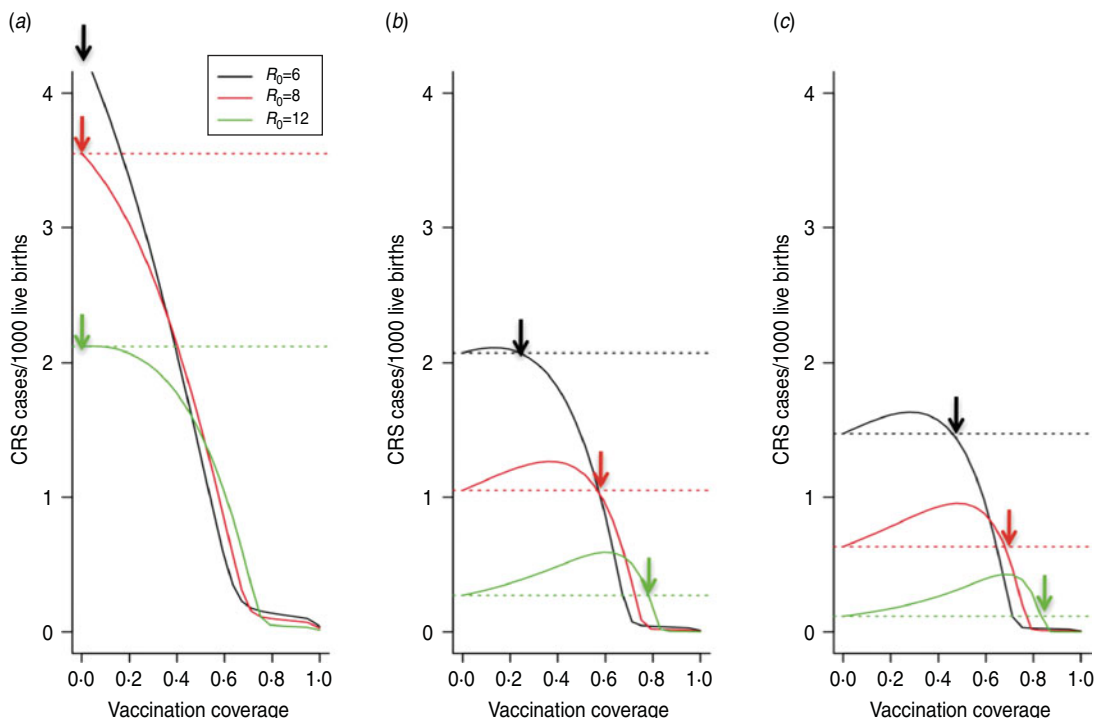 (a)
CRS cases/1000 live births
4
3
2
1
0
R0=6
R0=8
R0=12
0·0 0·2 0·4 0·6 0·8 1·0
Vaccination coverage
(b)
CRS cases/1000 live births
4
3
2
1
0
0·0 0·2 0·4 0·6 0·8 1·0
Vaccination coverage
(c)
CRS cases/1000 live births
4
3
2
1
0
0·0 0·2 0·4 0·6 0·8 1·0
Vaccination coverage